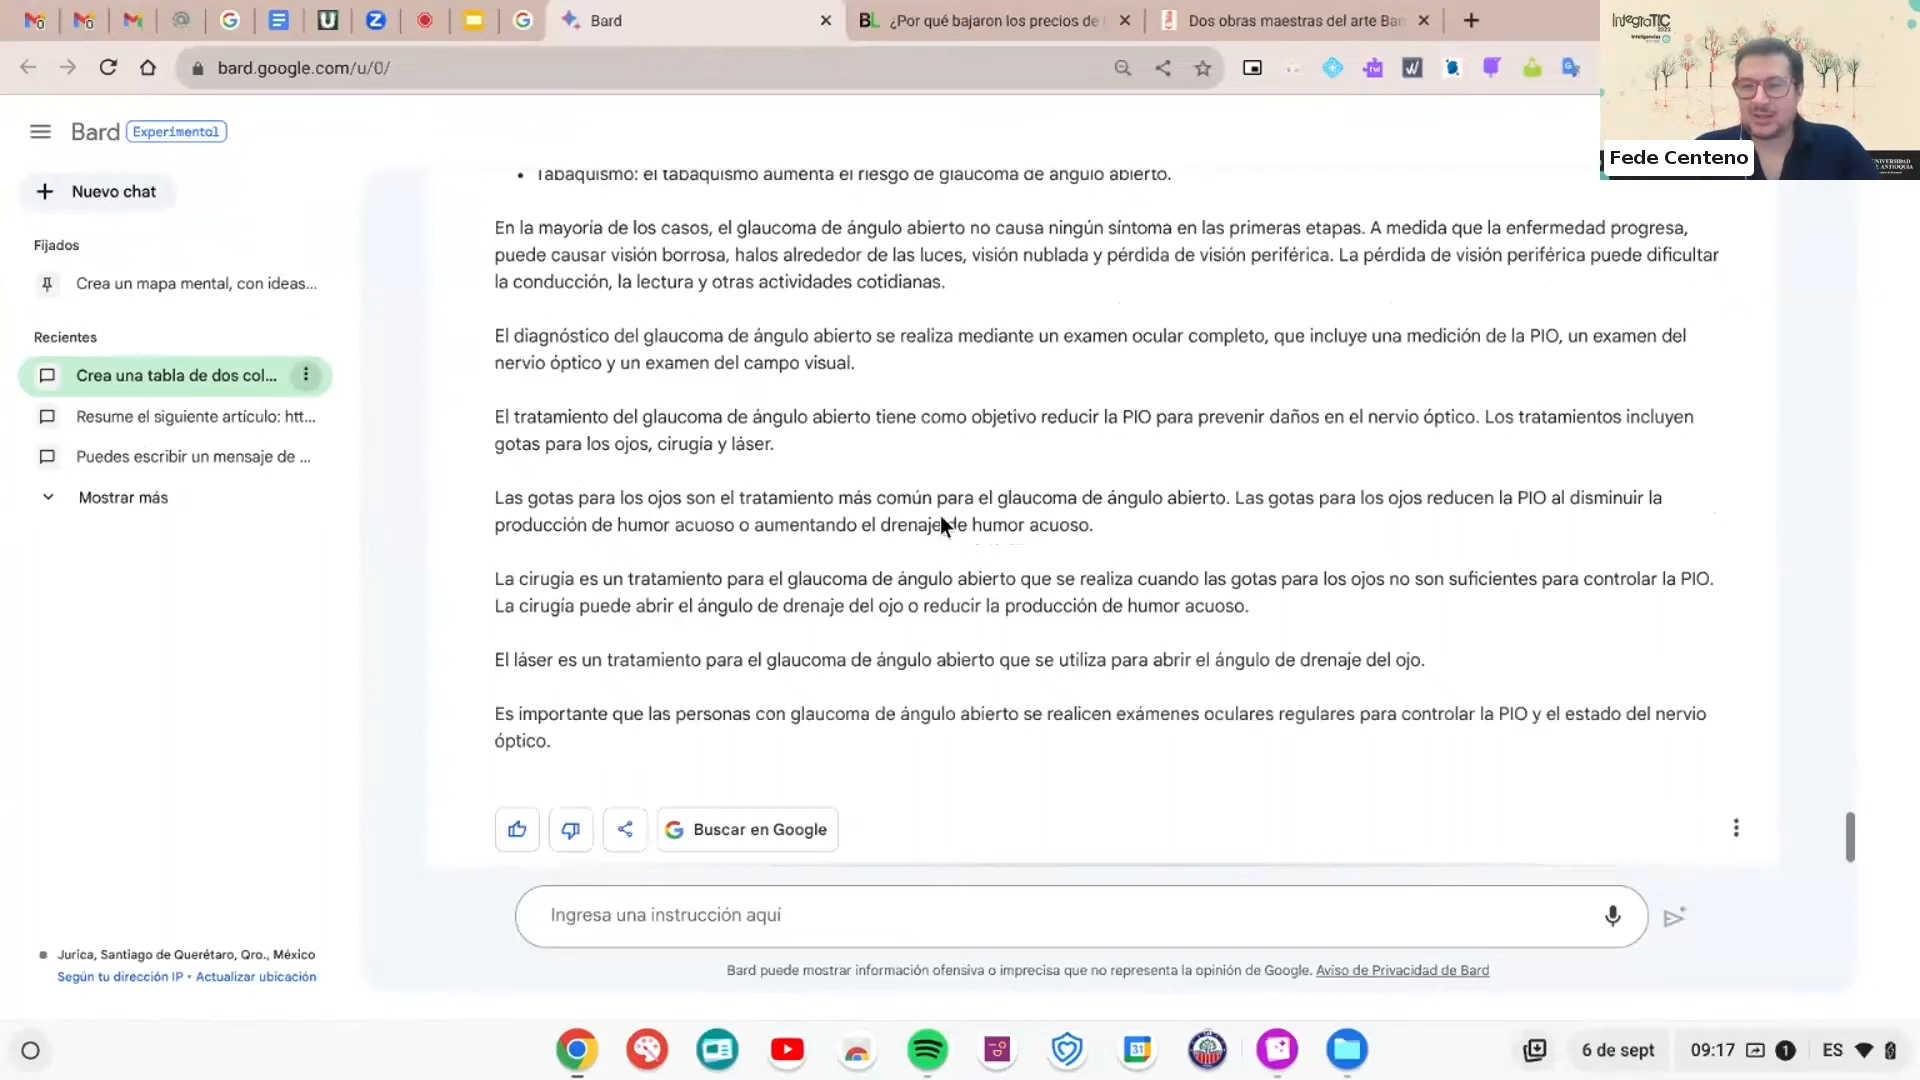 Bard
¿Por qué bajaron los precios de
Dos obras maestras del arte Bar
bard.google.com/u/0/
IntegraTIC
2023
Inteligencias
Fede Centeno
UNIVERSIDAD
DE ANTIOQUIA
Bard Experimental
Nuevo chat
Fijados
Crea un mapa mental, con ideas...
Recientes
Crea una tabla de dos col...
Resume el siguiente artículo: htt...
Puedes escribir un mensaje de ...
Mostrar más
Tabaquismo: el tabaquismo aumenta el riesgo de glaucoma de ángulo abierto.
En la mayoría de los casos, el glaucoma de ángulo abierto no causa ningún síntoma en las primeras etapas. A medida que la enfermedad progresa,
puede causar visión borrosa, halos alrededor de las luces, visión nublada y pérdida de visión periférica. La pérdida de visión periférica puede dificultar
la conducción, la lectura y otras actividades cotidianas.
El diagnóstico del glaucoma de ángulo abierto se realiza mediante un examen ocular completo, que incluye una medición de la PIO, un examen del
nervio óptico y un examen del campo visual.
El tratamiento del glaucoma de ángulo abierto tiene como objetivo reducir la PIO para prevenir daños en el nervio óptico. Los tratamientos incluyen
gotas para los ojos, cirugía y láser.
Las gotas para los ojos son el tratamiento más común para el glaucoma de ángulo abierto. Las gotas para los ojos reducen la PIO al disminuir la
producción de humor acuoso o aumentando el drenaje de humor acuoso.
La cirugía es un tratamiento para el glaucoma de ángulo abierto que se realiza cuando las gotas para los ojos no son suficientes para controlar la PIO.
La cirugía puede abrir el ángulo de drenaje del ojo o reducir la producción de humor acuoso.
El láser es un tratamiento para el glaucoma de ángulo abierto que se utiliza para abrir el ángulo de drenaje del ojo.
Es importante que las personas con glaucoma de ángulo abierto se realicen exámenes oculares regulares para controlar la PIO y el estado del nervio
óptico.
Buscar en Google
Ingresa una instrucción aquí
Jurica, Santiago de Querétaro, Qro., México
Según tu dirección IP • Actualizar ubicación
Bard puede mostrar información ofensiva o imprecisa que no representa la opinión de Google. Aviso de Privacidad de Bard
31
6 de sept
09:17
1
ES